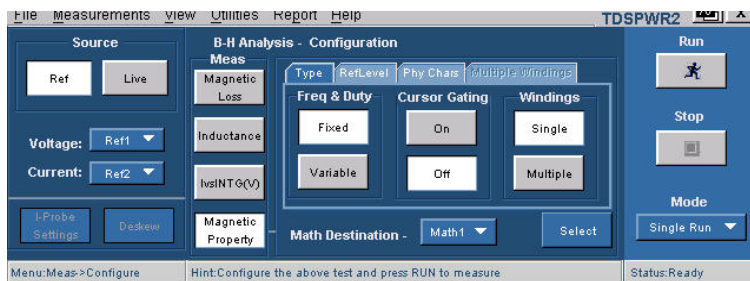 File Measurements View Utilities Report Help TDSPWR2
Source
Ref Live
Voltage: Ref1
Current: Ref2
I-Probe Settings
Deskew
B-H Analysis - Configuration
Meas
Magnetic Loss
Inductance
IvsINTG(V)
Magnetic Property
Type RefLevel Phy Chars Multiple Windings
Freq & Duty
Fixed
Variable
Cursor Gating
On
Off
Windings
Single
Multiple
Math Destination - Math1 Select
Run
Stop
Mode
Single Run
Menu:Meas->Configure Hint:Configure the above test and press RUN to measure Status:Ready